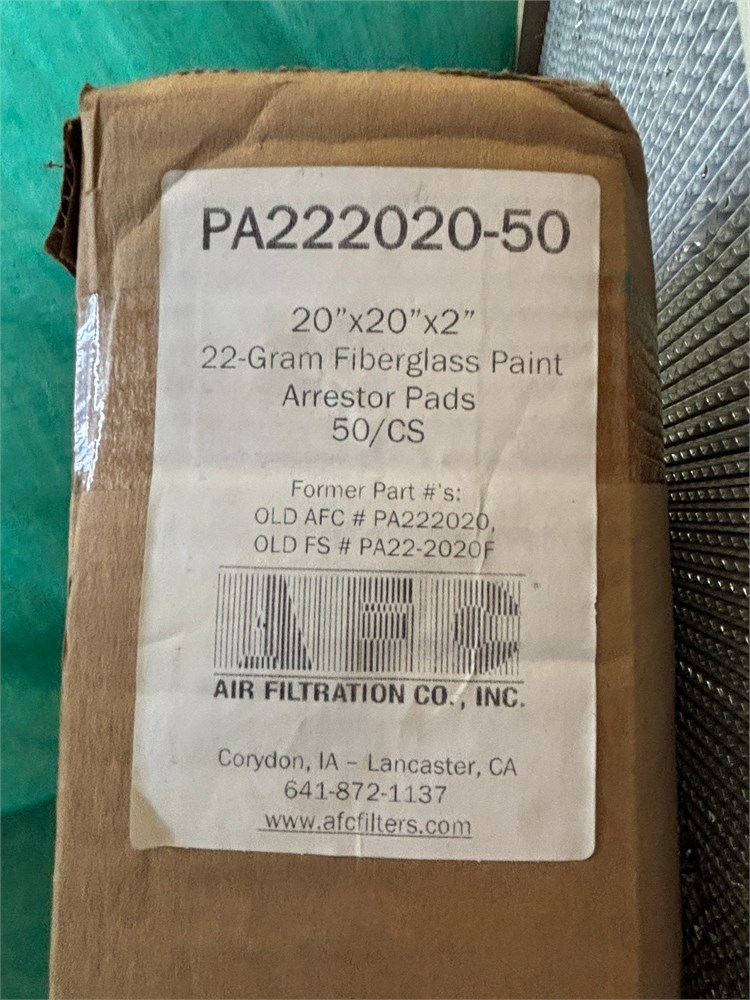 PA222020-50
20”x20”x2”
22-Gram Fiberglass Paint
Arrestor Pads
50/CS
Former Part #'s:
OLD AFC # PA222020,
OLD FS # PA22-2020F
AFC
AIR FILTRATION CO., INC.
Corydon, IA – Lancaster, CA
641-872-1137
www.afcfilters.com